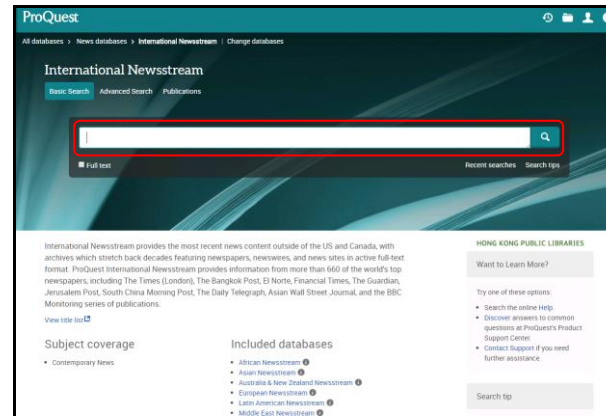 ProQuest
All databases > News databases > International Newsstream | Change databases
International Newsstream
Basic Search Advanced Search Publications
Full text
Recent searches Search tips
International Newsstream provides the most recent news content outside of the US and Canada, with
archives which stretch back decades featuring newspapers, newswires, and news sites in active full-text
format. ProQuest International Newsstream provides information from more than 660 of the world's top
newspapers, including The Times (London), The Bangkok Post, El Norte, Financial Times, The Guardian,
Jerusalem Post, South China Morning Post, The Daily Telegraph, Asian Wall Street Journal, and the BBC
Monitoring series of publications.
View title list
Subject coverage
• Contemporary News
Included databases
• African Newsstream
• Asian Newsstream
• Australia & New Zealand Newsstream
• European Newsstream
• Latin American Newsstream
• Middle East Newsstream
HONG KONG PUBLIC LIBRARIES
Want to Learn More?
Try one of these options:
• Search the online Help.
• Discover answers to common
questions at ProQuest's Product
Support Center.
• Contact Support if you need
further assistance.
Search tip